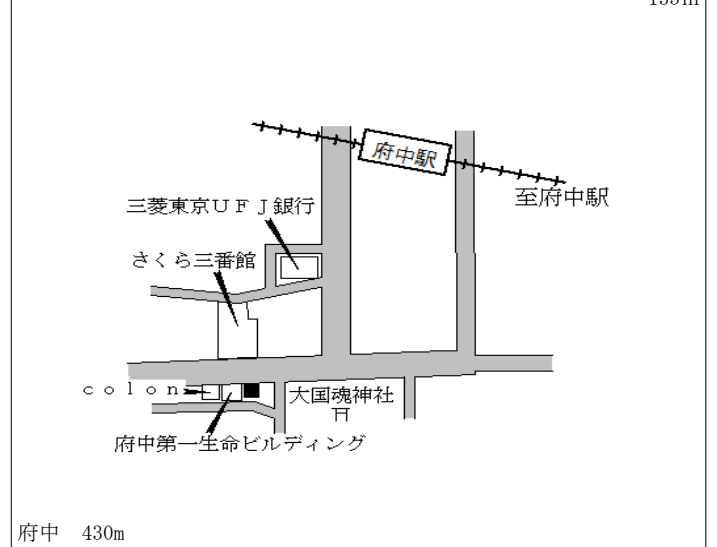 府中駅
至府中駅
三菱東京ＵＦＪ銀行
さくら三番館
ｃｏｌｏｎ
大国魂神社
府中第一生命ビルディング
府中　430m